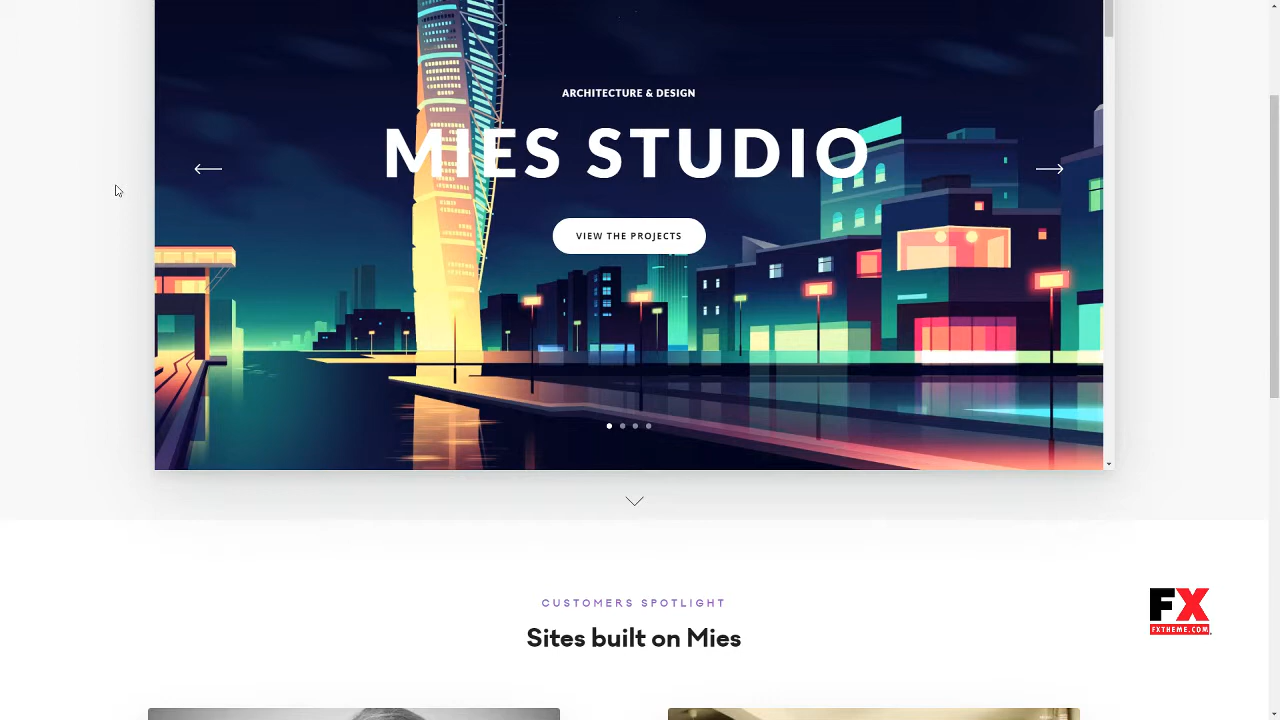 ARCHITECTURE & DESIGN
MIES STUDIO
VIEW THE PROJECTS
CUSTOMERS SPOTLIGHT
Sites built on Mies
FX
FXTHEME.COM